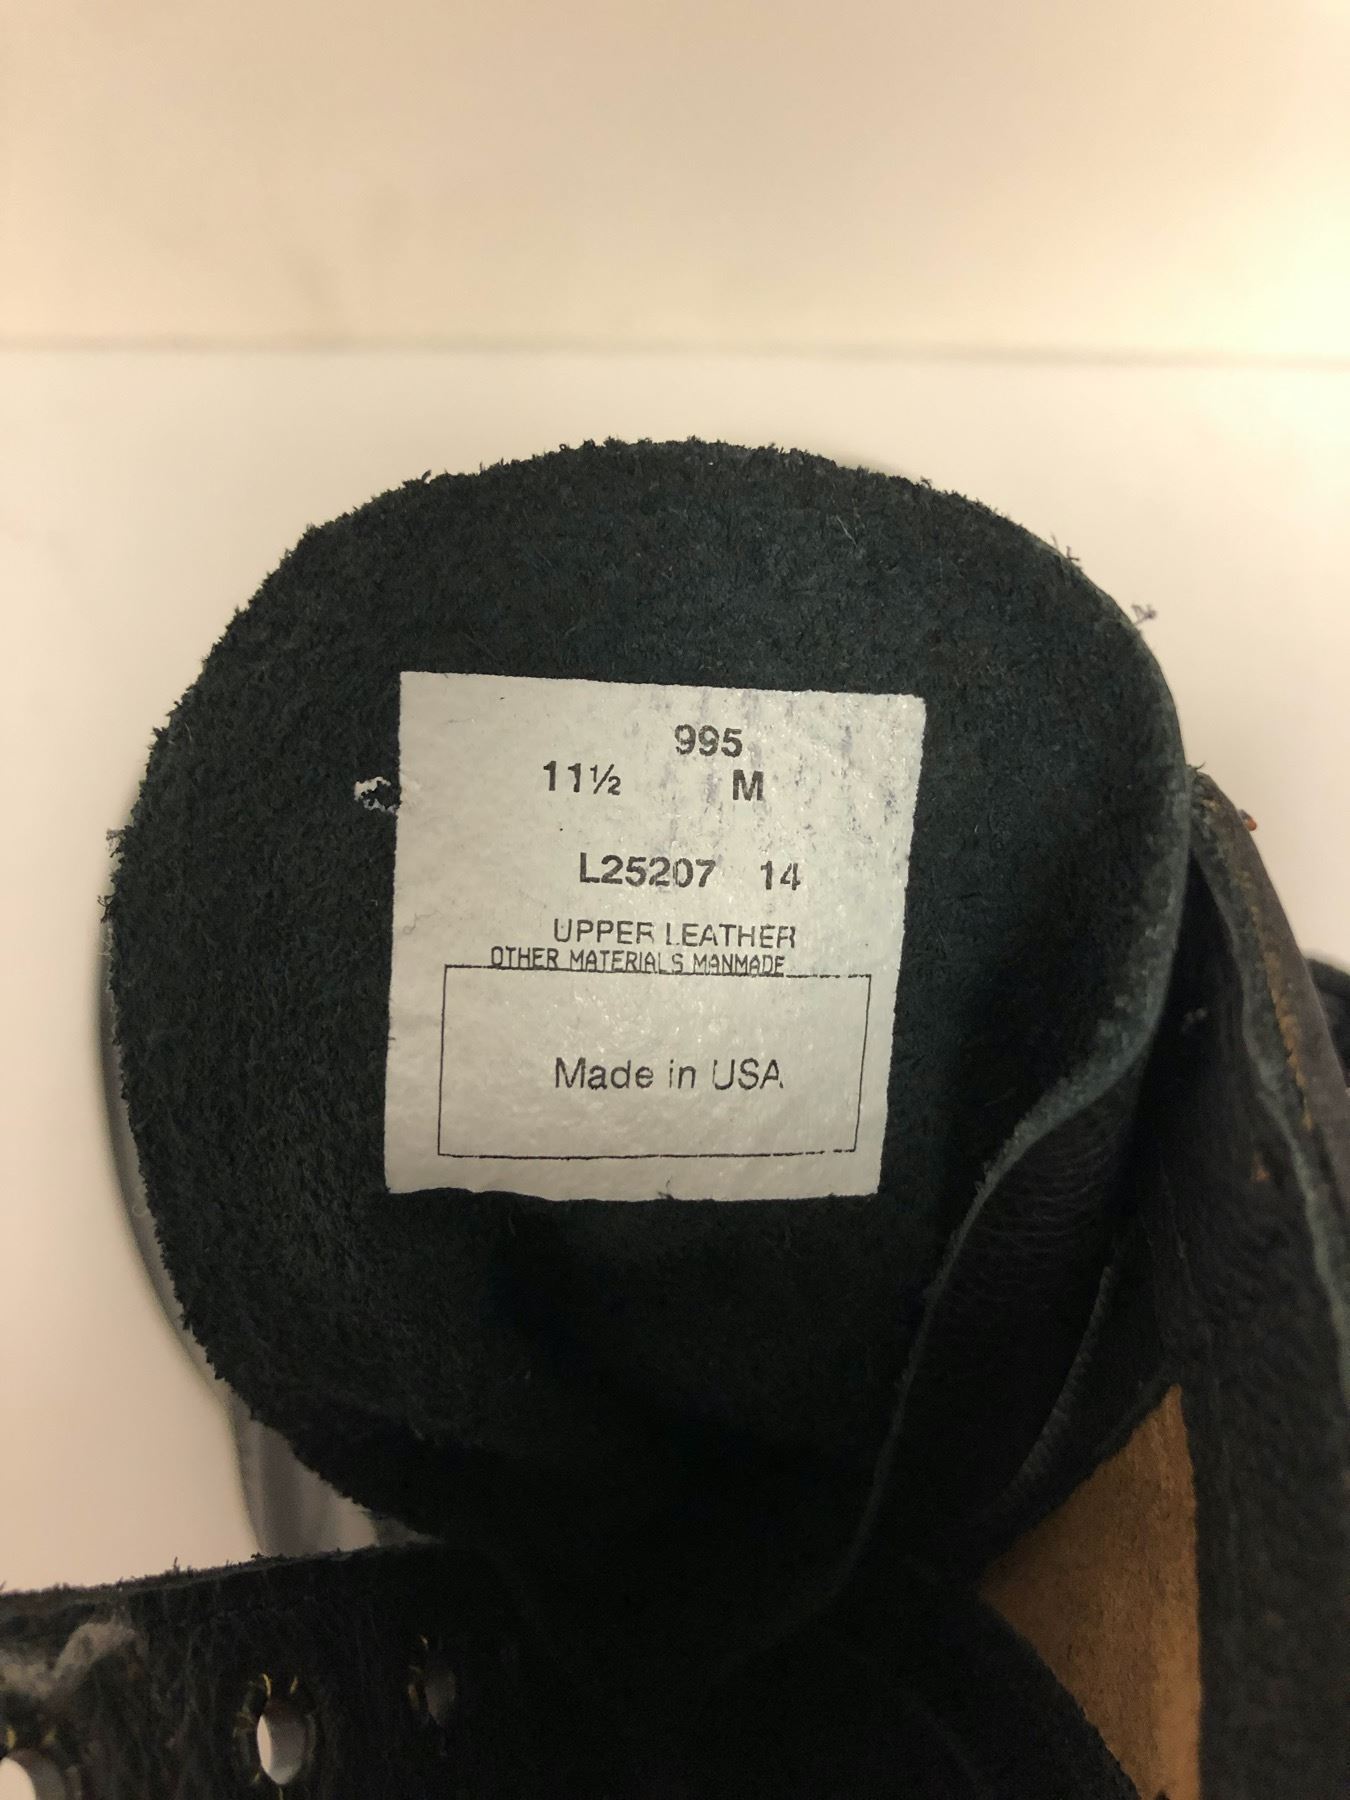 995
11½ M
L25207 14
UPPER LEATHER
OTHER MATERIALS MANMADE
Made in USA